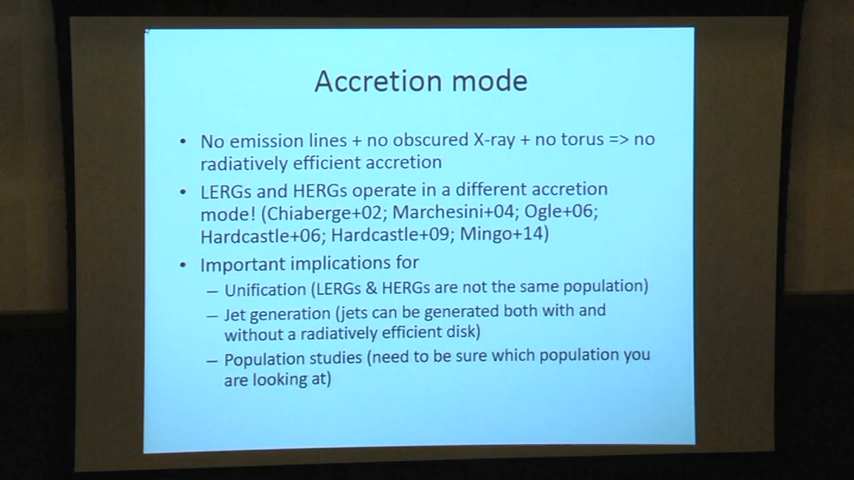 Accretion mode
• No emission lines + no obscured X-ray + no torus => no
radiatively efficient accretion
• LERGs and HERGs operate in a different accretion
mode! (Chiaberge+02; Marchesini+04; Ogle+06;
Hardcastle+06; Hardcastle+09; Mingo+14)
• Important implications for
– Unification (LERGs & HERGs are not the same population)
– Jet generation (jets can be generated both with and
without a radiatively efficient disk)
– Population studies (need to be sure which population you
are looking at)